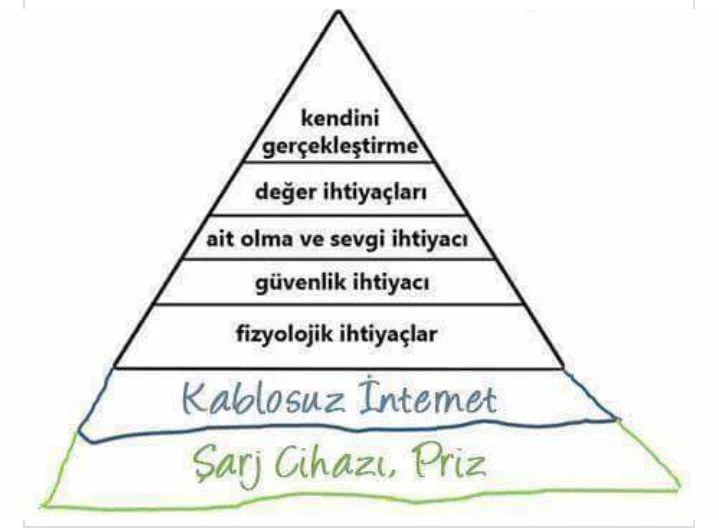 kendini
gerçekleştirme
değer ihtiyaçları
ait olma ve sevgi ihtiyacı
güvenlik ihtiyacı
fizyolojik ihtiyaçlar
Kablosuz İnternet
Şarj Cihazı, Priz